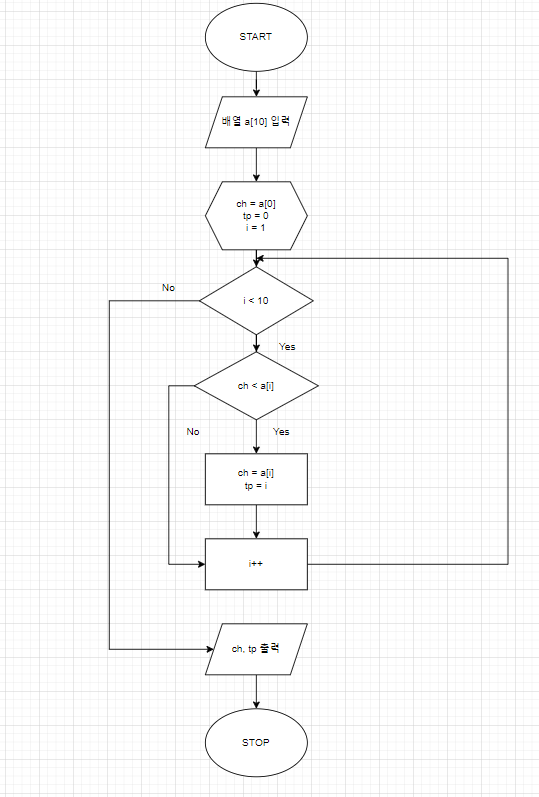 START
배열 a[10] 입력
ch = a[0]
tp = 0
i = 1
No
i < 10
Yes
ch < a[i]
No
Yes
ch = a[i]
tp = i
i++
ch, tp 출력
STOP